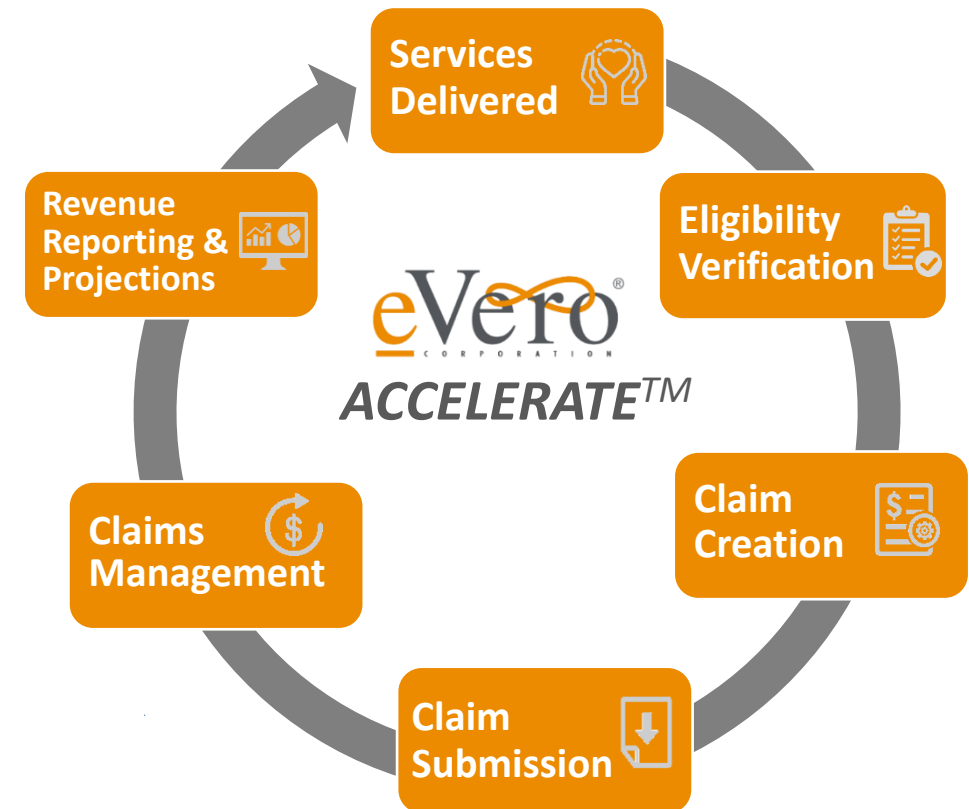 Services
Delivered
Eligibility
Verification
Claim
Creation
Claim
Submission
Claims
Management
Revenue
Reporting &
Projections
eVero®
CORPORATION
ACCELERATE™